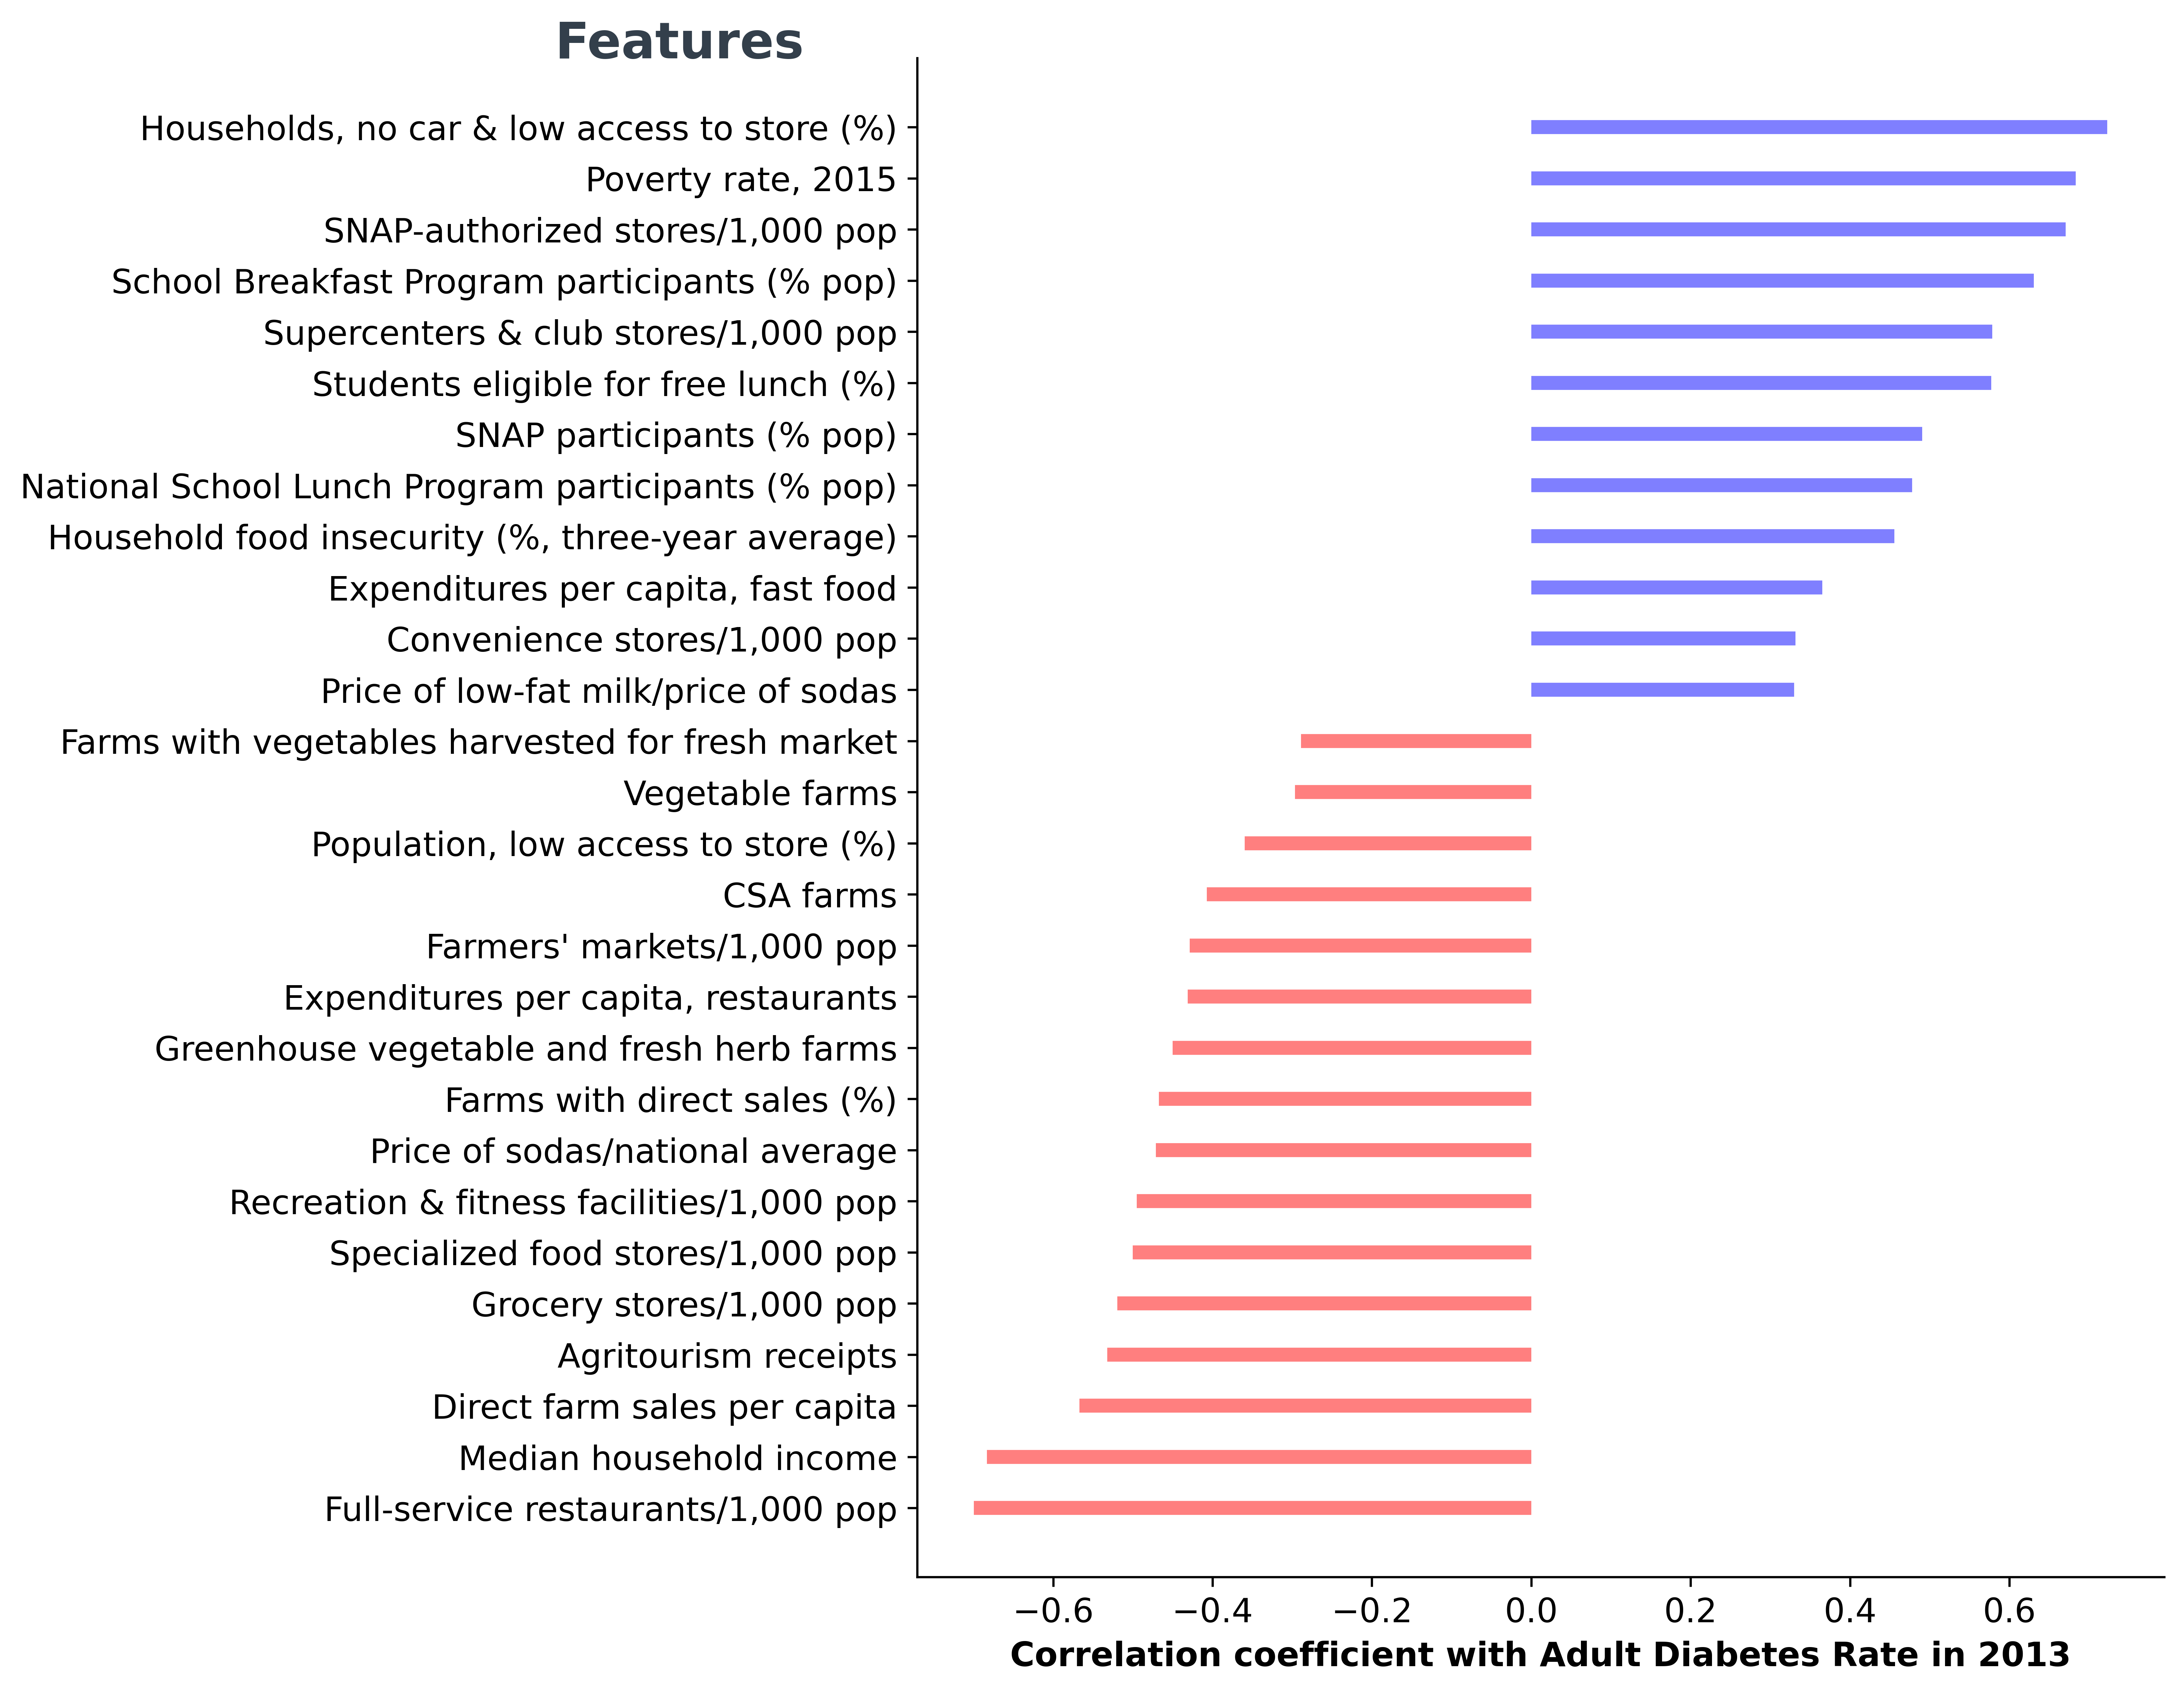 Features
Households, no car & low access to store (%)
Poverty rate, 2015
SNAP-authorized stores/1,000 pop
School Breakfast Program participants (% pop)
Supercenters & club stores/1,000 pop
Students eligible for free lunch (%)
SNAP participants (% pop)
National School Lunch Program participants (% pop)
Household food insecurity (%, three-year average)
Expenditures per capita, fast food
Convenience stores/1,000 pop
Price of low-fat milk/price of sodas
Farms with vegetables harvested for fresh market
Vegetable farms
Population, low access to store (%)
CSA farms
Farmers' markets/1,000 pop
Expenditures per capita, restaurants
Greenhouse vegetable and fresh herb farms
Farms with direct sales (%)
Price of sodas/national average
Recreation & fitness facilities/1,000 pop
Specialized food stores/1,000 pop
Grocery stores/1,000 pop
Agritourism receipts
Direct farm sales per capita
Median household income
Full-service restaurants/1,000 pop
−0.6 −0.4 −0.2 0.0 0.2 0.4 0.6
Correlation coefficient with Adult Diabetes Rate in 2013